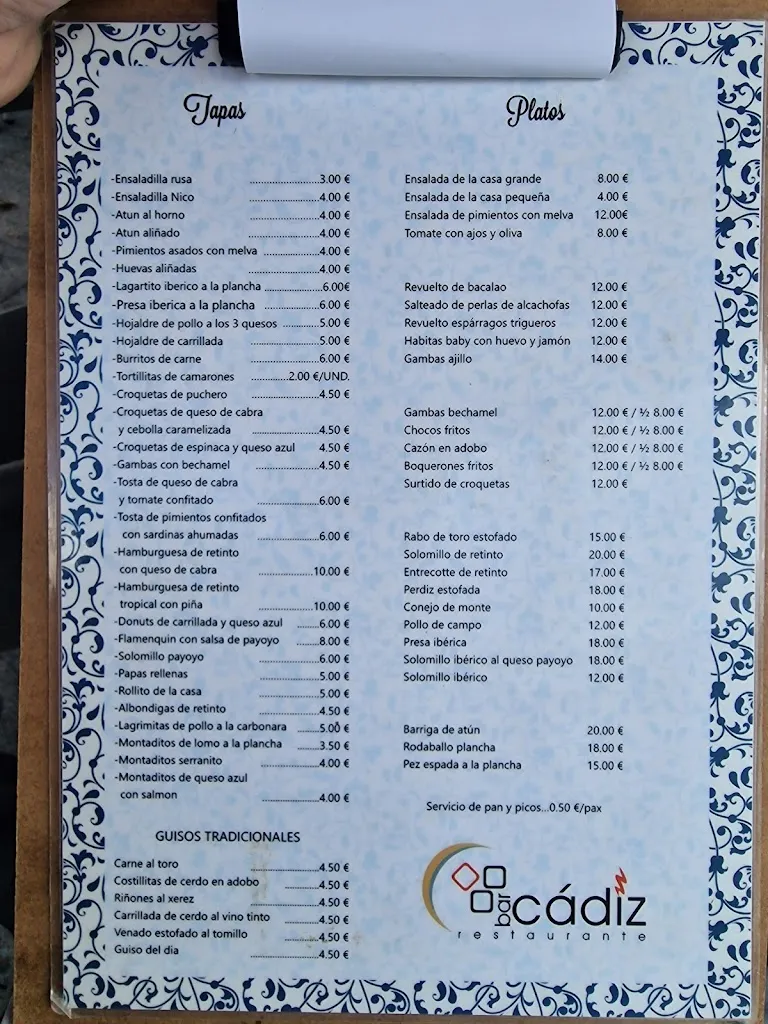 Tapas
-Ensaladilla rusa ........................3.00 €
-Ensaladilla Nico ........................4.00 €
-Atun al horno ........................4.00 €
-Atun aliñado ........................4.00 €
-Pimientos asados con melva ...................4.00 €
-Huevas aliñadas ........................4.00 €
-Lagartito iberico a la plancha ....................6.00€
-Presa iberica a la plancha ........................6.00 €
-Hojaldre de pollo a los 3 quesos .............5.00 €
-Hojaldre de carrillada ........................5.00 €
-Burritos de carne ........................6.00 €
-Tortillitas de camarones .............2.00 €/UND.
-Croquetas de puchero ........................4.50 €
-Croquetas de queso de cabra
y cebolla caramelizada ........................4.50 €
-Croquetas de espinaca y queso azul 4.50 €
-Gambas con bechamel ......................4.50 €
-Tosta de queso de cabra
y tomate confitado ......................6.00 €
-Tosta de pimientos confitados
con sardinas ahumadas ......................6.00 €
-Hamburguesa de retinto
con queso de cabra ...................10.00 €
-Hamburguesa de retinto
tropical con piña ...................10.00 €
-Donuts de carrillada y queso azul ........6.00 €
-Flamenquin con salsa de payoyo ........8.00 €
-Solomillo payoyo .....................6.00 €
-Papas rellenas .....................5.00 €
-Rollito de la casa .....................5.00 €
-Albondigas de retinto .....................4.50 €
-Lagrimitas de pollo a la carbonara .......5.00 €
-Montaditos de lomo a la plancha .......3.50 €
-Montaditos serranito .....................4.00 €
-Montaditos de queso azul
con salmon .....................4.00 €
GUISOS TRADICIONALES
Carne al toro ........................4.50 €
Costillitas de cerdo en adobo ............4.50 €
Riñones al xerez ........................4.50 €
Carrillada de cerdo al vino tinto ............4.50 €
Venado estofado al tomillo ............4.50 €
Guiso del dia ........................4.50 €
Platos
Ensalada de la casa grande 8.00 €
Ensalada de la casa pequeña 4.00 €
Ensalada de pimientos con melva 12.00€
Tomate con ajos y oliva 8.00 €
Revuelto de bacalao 12.00 €
Salteado de perlas de alcachofas 12.00 €
Revuelto espárragos trigueros 12.00 €
Habitas baby con huevo y jamón 12.00 €
Gambas ajillo 14.00 €
Gambas bechamel 12.00 € / ½ 8.00 €
Chocos fritos 12.00 € / ½ 8.00 €
Cazón en adobo 12.00 € / ½ 8.00 €
Boquerones fritos 12.00 € / ½ 8.00 €
Surtido de croquetas 12.00 €
Rabo de toro estofado 15.00 €
Solomillo de retinto 20.00 €
Entrecotte de retinto 17.00 €
Perdiz estofada 18.00 €
Conejo de monte 10.00 €
Pollo de campo 12.00 €
Presa ibérica 18.00 €
Solomillo ibérico al queso payoyo 18.00 €
Solomillo ibérico 12.00 €
Barriga de atún 20.00 €
Rodaballo plancha 18.00 €
Pez espada a la plancha 15.00 €
Servicio de pan y picos...0.50 €/pax
bar cádiz
restaurante